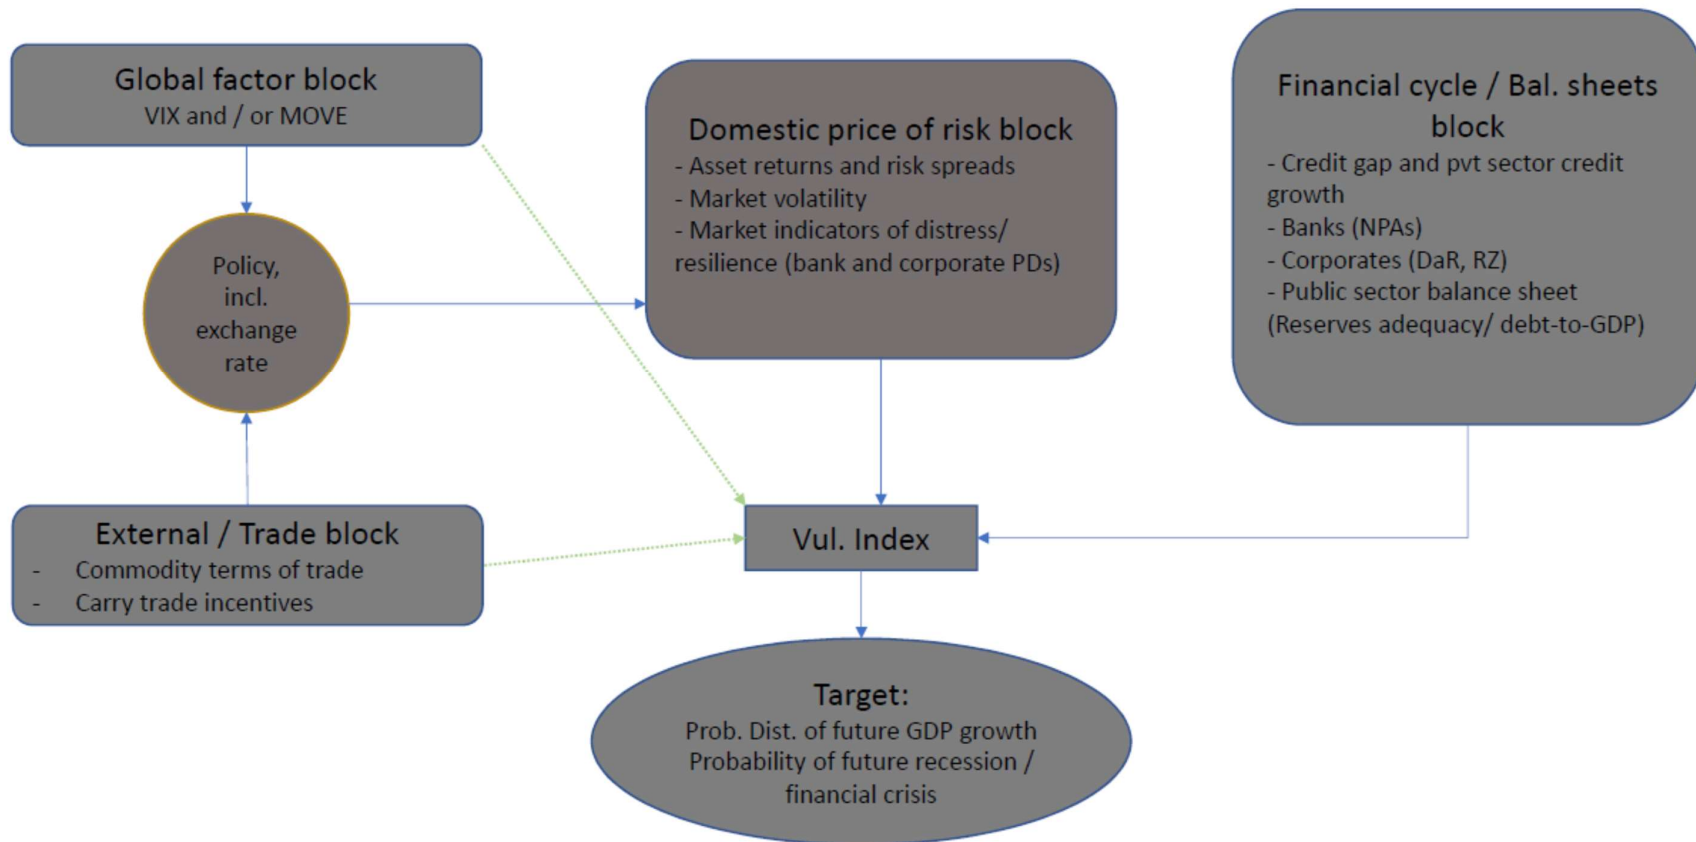 Global factor block
VIX and / or MOVE
Policy,
incl.
exchange
rate
External / Trade block
- Commodity terms of trade
- Carry trade incentives
Domestic price of risk block
- Asset returns and risk spreads
- Market volatility
- Market indicators of distress/
resilience (bank and corporate PDs)
Financial cycle / Bal. sheets
block
- Credit gap and pvt sector credit
growth
- Banks (NPAs)
- Corporates (DaR, RZ)
- Public sector balance sheet
(Reserves adequacy/ debt-to-GDP)
Vul. Index
Target:
Prob. Dist. of future GDP growth
Probability of future recession /
financial crisis